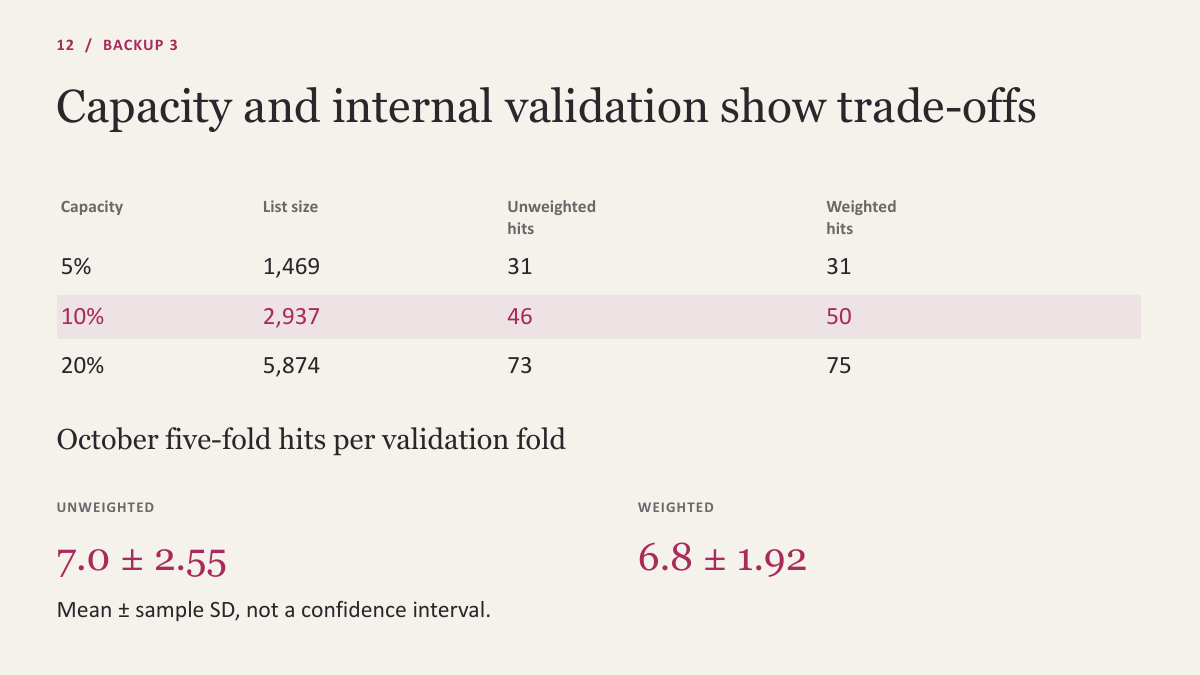 12 / BACKUP 3
Capacity and internal validation show trade-offs
Capacity List size Unweighted hits Weighted hits
5% 1,469 31 31
10% 2,937 46 50
20% 5,874 73 75
October five-fold hits per validation fold
UNWEIGHTED WEIGHTED
7.0 ± 2.55 6.8 ± 1.92
Mean ± sample SD, not a confidence interval.